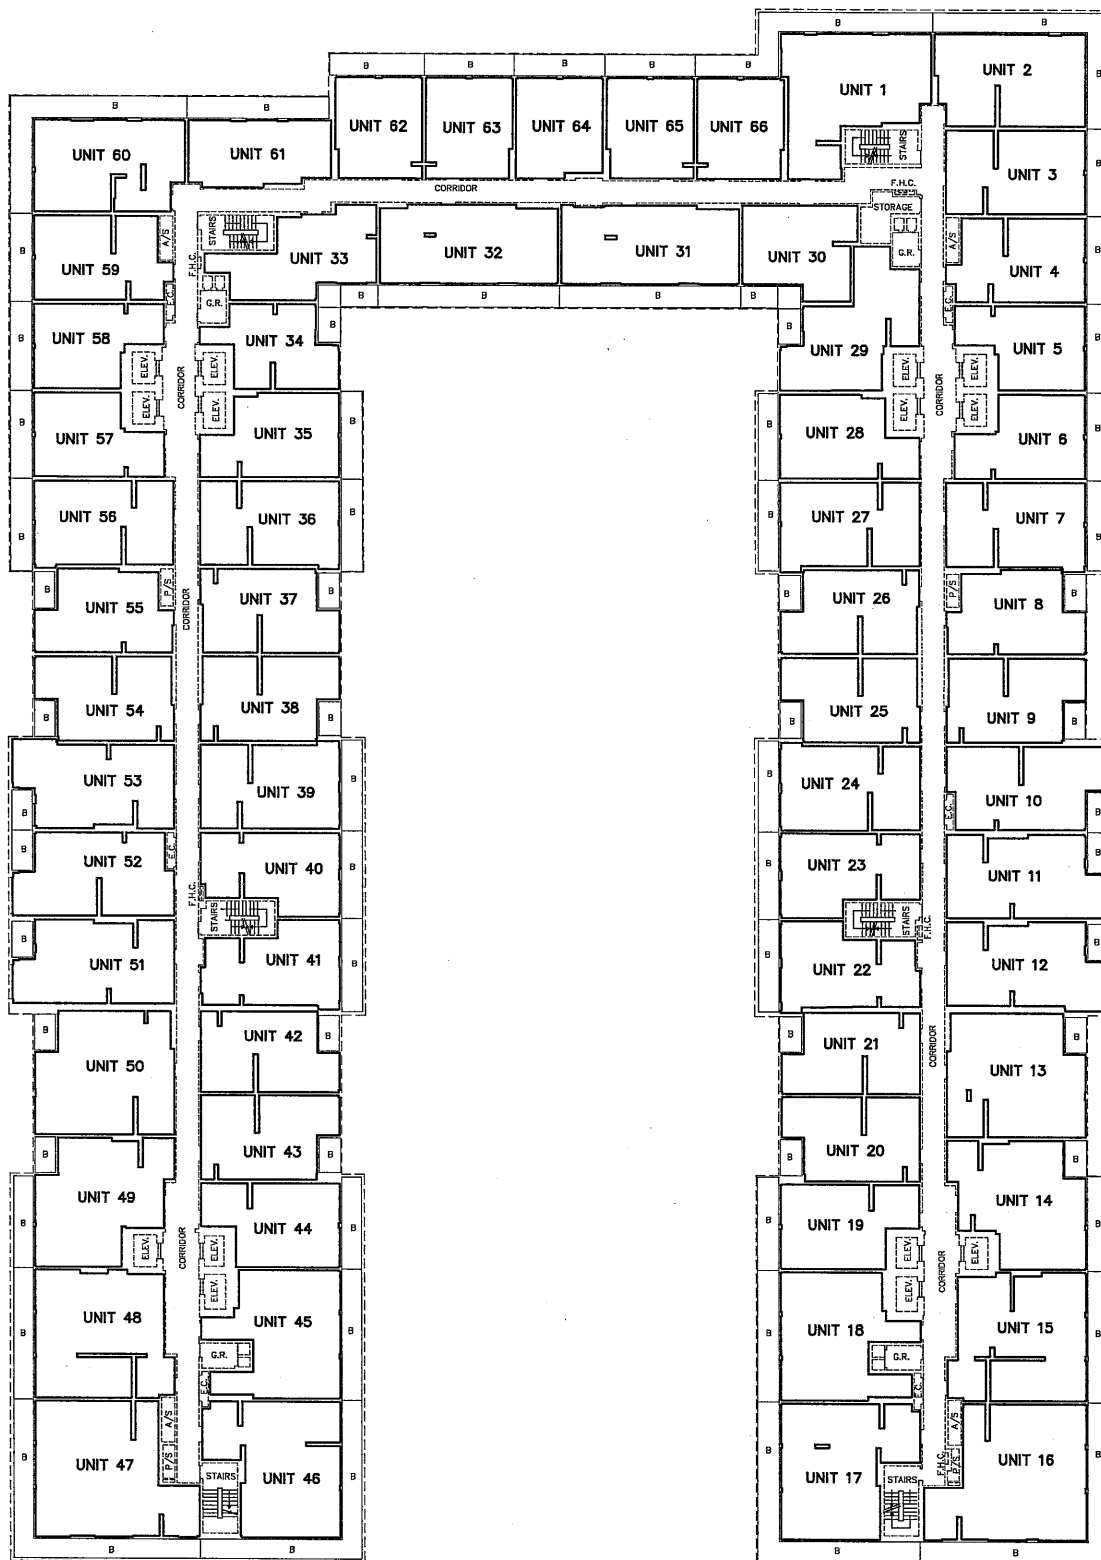 B
B
UNIT 1
UNIT 2
B
B
B
B
B
B
B
B
UNIT 62
UNIT 63
UNIT 64
UNIT 65
UNIT 66
STAIRS
UNIT 60
UNIT 61
UNIT 3
B
CORRIDOR
F.H.C.
STORAGE
STAIRS
A/S
G.R.
A/S
B
UNIT 59
F.H.C.
UNIT 33
UNIT 32
UNIT 31
UNIT 30
UNIT 4
B
E.C.
G.R.
B
B
B
B
E.C.
B
UNIT 58
UNIT 34
B
B
UNIT 29
UNIT 5
B
ELEV.
ELEV.
ELEV.
ELEV.
CORRIDOR
CORRIDOR
ELEV.
ELEV.
ELEV.
ELEV.
B
UNIT 57
UNIT 35
B
B
UNIT 28
UNIT 6
B
B
UNIT 56
UNIT 36
B
B
UNIT 27
UNIT 7
B
B
UNIT 55
P/S
CORRIDOR
UNIT 37
B
B
UNIT 26
P/S
UNIT 8
B
B
UNIT 54
UNIT 38
B
B
UNIT 25
UNIT 9
B
UNIT 53
UNIT 39
B
B
UNIT 24
UNIT 10
B
E.C.
B
B
UNIT 52
E.C.
UNIT 40
B
B
UNIT 23
UNIT 11
B
F.H.C.
STAIRS
STAIRS
F.H.C.
B
UNIT 51
UNIT 41
B
B
UNIT 22
UNIT 12
B
B
UNIT 50
UNIT 42
B
B
UNIT 21
CORRIDOR
UNIT 13
B
B
UNIT 43
B
B
UNIT 20
B
B
UNIT 49
UNIT 44
B
B
UNIT 19
UNIT 14
B
ELEV.
CORRIDOR
ELEV.
ELEV.
CORRIDOR
ELEV.
ELEV.
ELEV.
B
UNIT 48
UNIT 45
B
B
UNIT 18
UNIT 15
B
G.R.
G.R.
E.C.
E.C.
A/S
A/S
B
UNIT 47
P/S
STAIRS
UNIT 46
B
B
UNIT 17
STAIRS
F.H.C.
P/S
UNIT 16
B
B
B
B
B